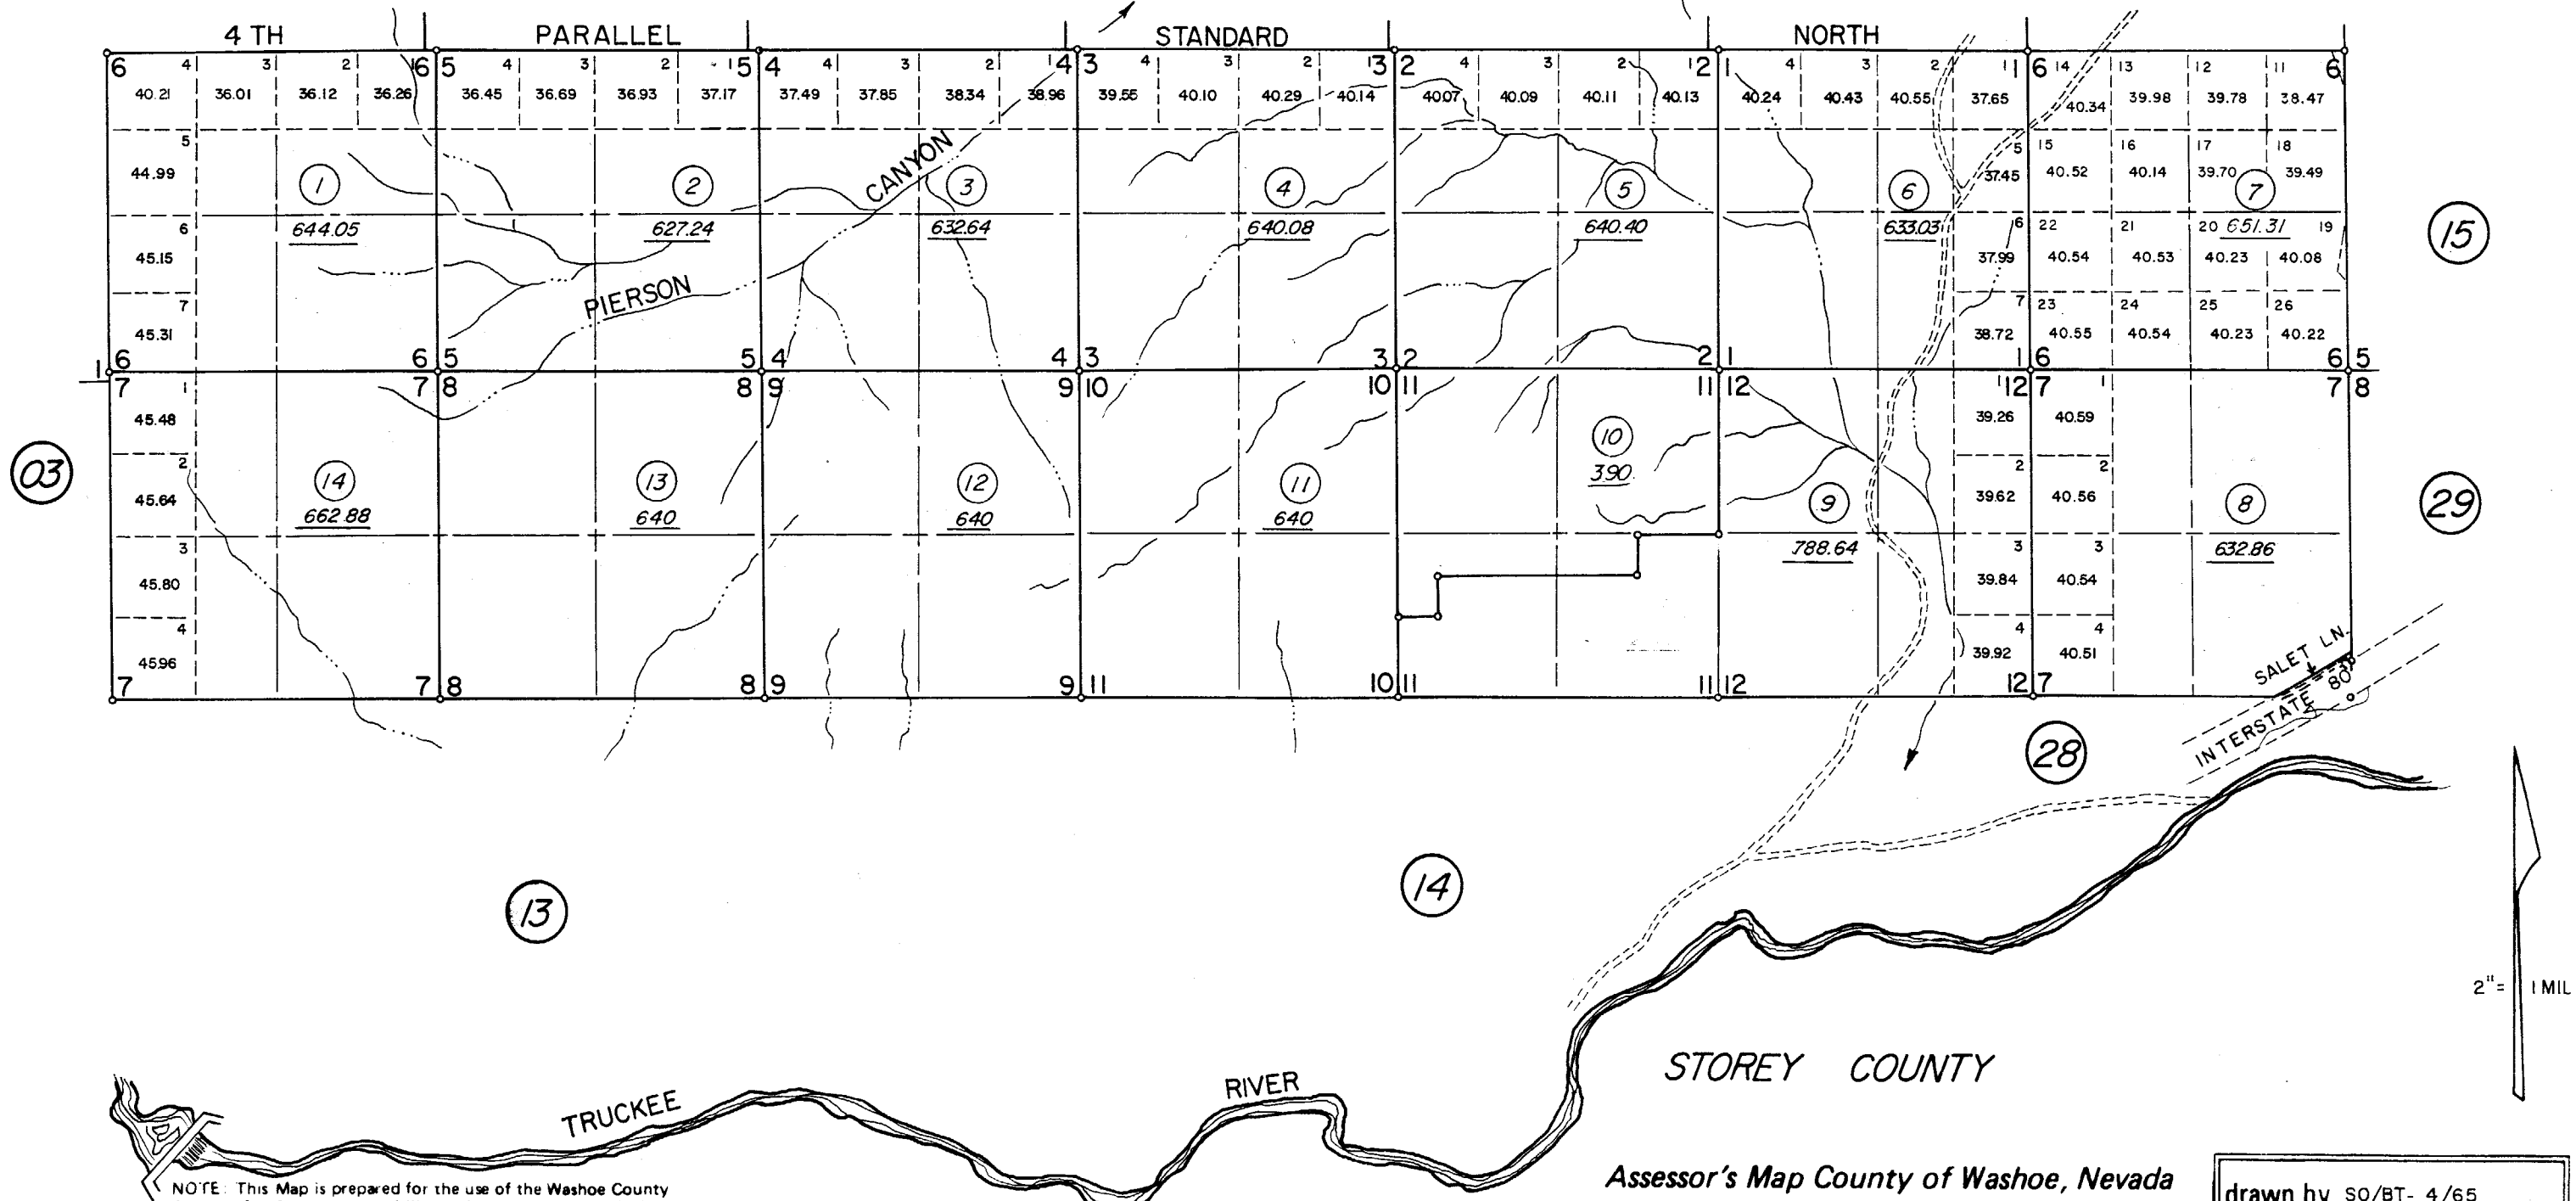 4 TH PARALLEL STANDARD NORTH
6 4 3 2 1 6 5 4 3 2 1 5 4 4 3 2 1 4 3 4 3 2 1 3 2 4 3 2 1 2 1 4 3 2 1 1 6 14 13 12 11 6
40.21 36.01 36.12 36.26 36.45 36.69 36.93 37.17 37.49 37.85 38.34 38.96 39.55 40.10 40.29 40.14 40.07 40.09 40.11 40.13 40.24 40.43 40.55 37.65 40.34 39.98 39.78 38.47
5 5 15 16 17 18
44.99 37.45 40.52 40.14 39.70 39.49
CANYON
1 2 3 4 5 6 7
644.05 627.24 632.64 640.08 640.40 633.03 651.31
15
6 6 22 21 20 19
45.15 37.99 40.54 40.53 40.23 40.08
PIERSON
7 7 23 24 25 26
45.31 38.72 40.55 40.54 40.23 40.22
1 6 6 5 5 4 4 3 3 2 2 1 1 6 6 5
7 1 7 8 8 9 9 10 10 11 11 12 1 12 7 1 7 8
45.48 39.26 40.59
03
2 2 2
45.64 39.62 40.56
14 13 12 11 10 9 8
662.88 640 640 640 390 788.64 632.86
29
3 3 3
45.80 39.84 40.54
4 4 4
45.96 39.92 40.51
7 7 8 8 9 9 11 10 11 11 12 12 7
SALET LN.
INTERSTATE 80
28
13
14
2" = 1 MIL
STOREY COUNTY
TRUCKEE RIVER
NOTE: This Map is prepared for the use of the Washoe County
Assessor's Map County of Washoe, Nevada
drawn by SO/BT- 4/65